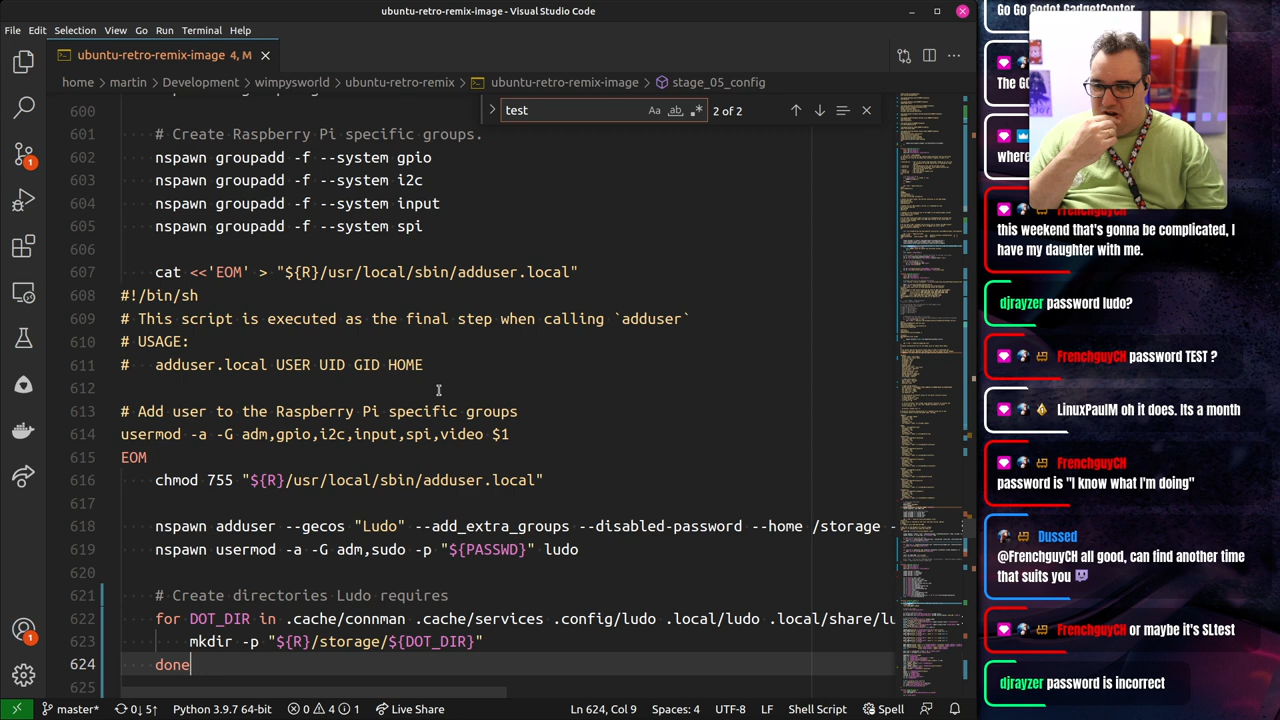 ubuntu-retro-remix-image - Visual Studio Code
File Edit Selection View Go Run Terminal Help
ubuntu-retro-remix-image 4, M
home martin Development wimpysworld ubuntu-retro-remix ubuntu-retro-remix-image stage_05_config
test Aa ab 2 of 2
600
601 # Create Raspberry Pi specific groups.
602 nspawn groupadd -f --system gpio
603 nspawn groupadd -f --system i2c
604 nspawn groupadd -f --system input
605 nspawn groupadd -f --system spi
606
607 cat <<'EOM' > "${R}/usr/local/sbin/adduser.local"
608 #!/bin/sh
609 # This script is executed as the final step when calling `adduser`
610 # USAGE:
611 # adduser.local USER UID GID HOME
612
613 # Add user to the Raspberry Pi specific groups
614 usermod -a -G adm,gpio,i2c,input,spi,video $1
615 EOM
616 chmod 755 "${R}/usr/local/sbin/adduser.local"
617
618 nspawn adduser --gecos "Ludo" --add_extra_groups --disabled-password --home /storage
619 nspawn usermod -a -G adm,sudo -p "${PASSWD}" ludo
620
621 # Create directories Ludo requires
622 for DOT_DIR in .cache/connman .cache/services .config/ludo .local/ludo .local/share/lu
623 mkdir -p "${R}/storage/${DOT_DIR}"
624 done
625
master* 0↓ 5↑ Python 64-bit 0 4 1 Live Share Ln 624, Col 9 Spaces: 4 UTF-8 LF Shell Script Spell
Go Go Godot GadgetCenter
The
where
FrenchguyCH
this weekend that's gonna be complicated, I
have my daughter with me.
djrayzer password ludo?
FrenchguyCH password TEST ?
LinuxPaulM oh it does. its a month
FrenchguyCH
password is "I know what I'm doing"
Dussed
@FrenchguyCH all good, can find another time
that suits you
FrenchguyCH or maybe it's S1.test
djrayzer password is incorrect